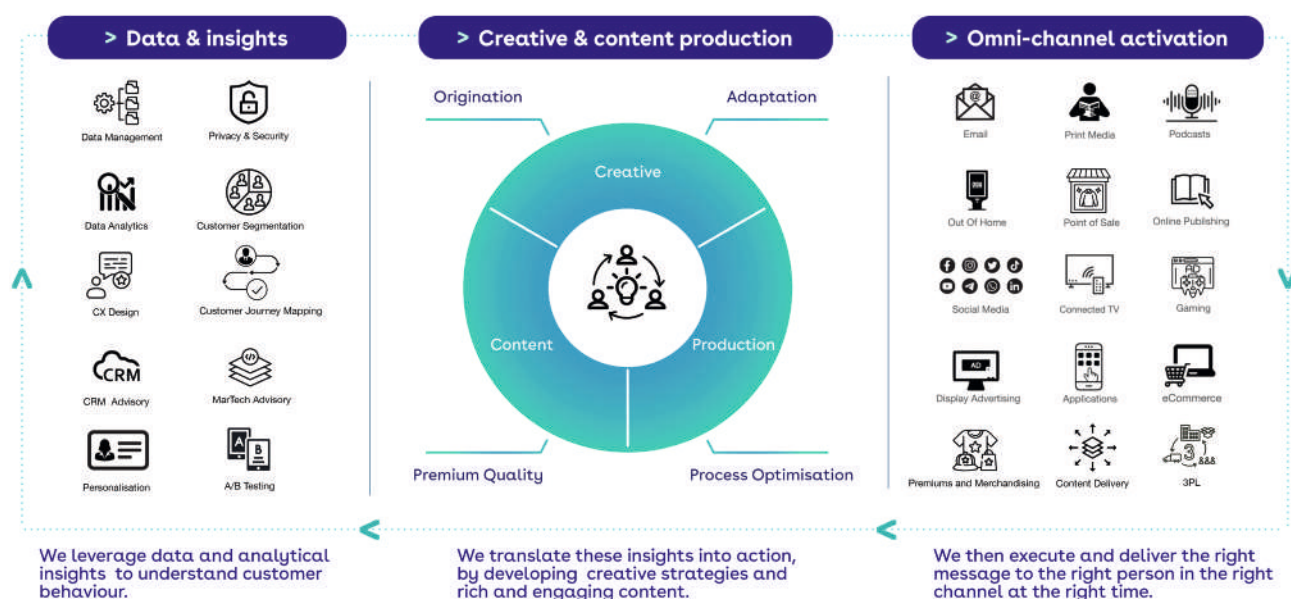 > Data & insights
Data Management
Privacy & Security
Data Analytics
Customer Segmentation
CX Design
Customer Journey Mapping
CRM
CRM Advisory
MarTech Advisory
Personalisation
A
B
A/B Testing
We leverage data and analytical
insights to understand customer
behaviour.
> Creative & content production
Origination
Adaptation
Creative
Content
Production
Premium Quality
Process Optimisation
We translate these insights into action,
by developing creative strategies and
rich and engaging content.
> Omni-channel activation
@
Email
Print Media
Podcasts
Out Of Home
Point of Sale
Online Publishing
Social Media
Connected TV
AD
Gaming
AD
Display Advertising
Applications
eCommerce
Premiums and Merchandising
Content Delivery
3
3PL
We then execute and deliver the right
message to the right person in the right
channel at the right time.